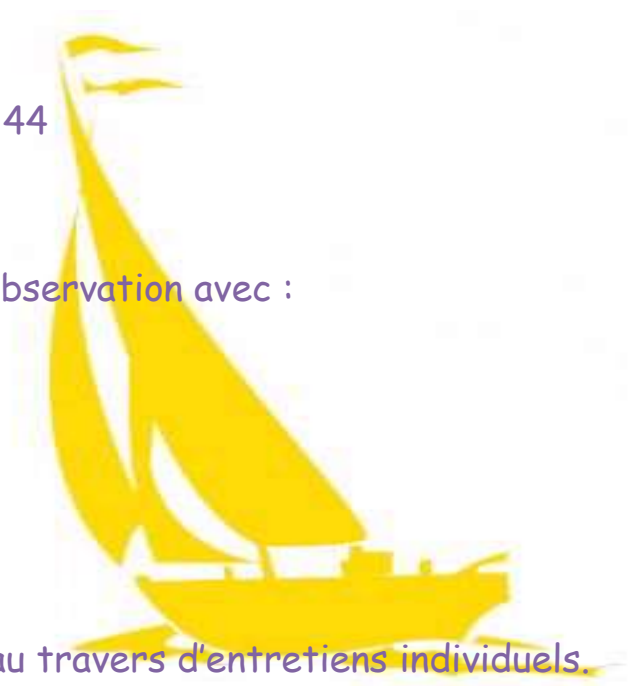 44
bservation avec :
au travers d'entretiens individuels.